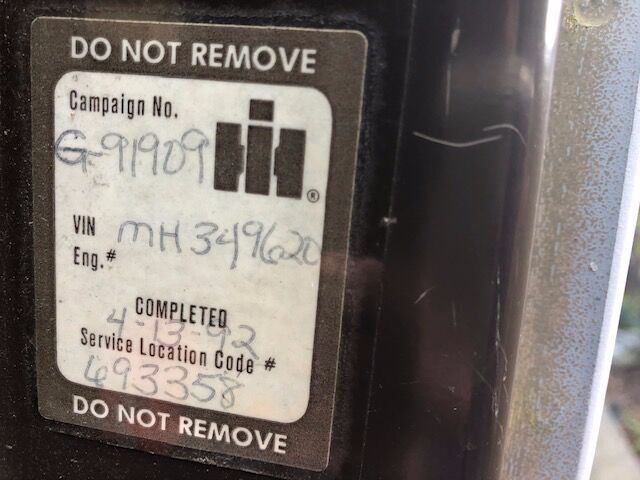 DO NOT REMOVE
Campaign No.
G-91909
®
VIN
Eng.# MH349620
COMPLETED
4-13-92
Service Location Code #
693358
DO NOT REMOVE